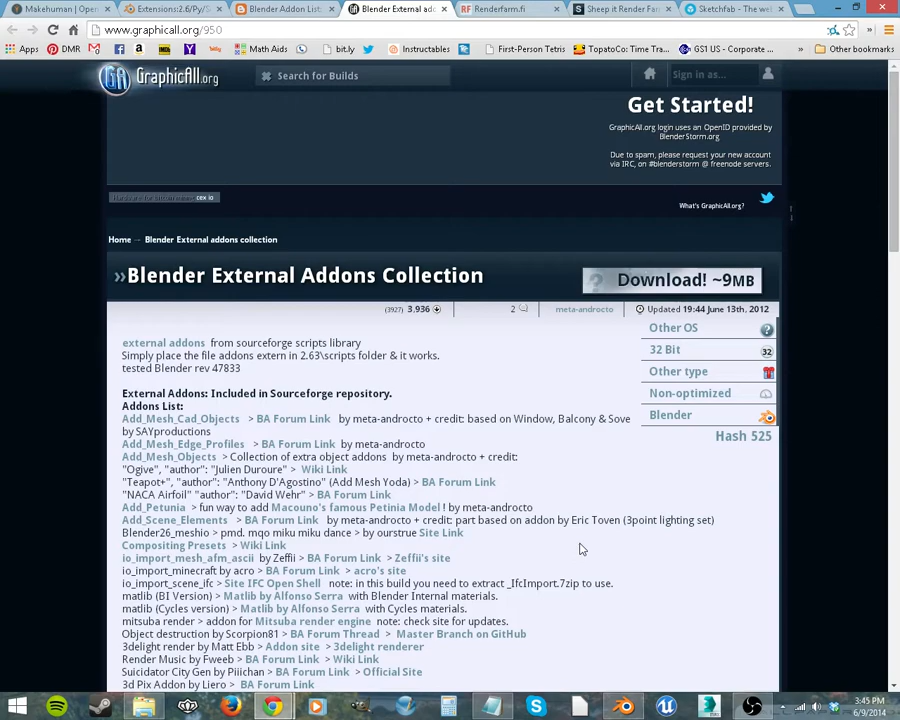 Makehuman | Open
Extensions:2.6/Py/S
Blender Addon List:
Blender External add
Renderfarm.fi
Sheep it Render Far
Sketchfab - The we
www.graphicall.org/950
Apps
DMR
bit.ly
Math Aids
Instructables
First-Person Tetris
TopatoCo: Time Tra...
GSI US - Corporate ...
Other bookmarks
GraphicAll.org
Search for Builds
Sign in as...
Get Started!
GraphicAll.org login uses an OpenID provided by
BlenderStorm.org
Due to spam, please request your new account
via IRC, on #blenderstorm @ freenode servers.
cex io
What's GraphicAll.org?
Home → Blender External addons collection
»Blender External Addons Collection
Download! ~9MB
(3927) 3,936
2
meta-androcto
Updated 19:44 June 13th, 2012
Other OS
32 Bit
32
Other type
Non-optimized
Blender
Hash 525
external addons from sourceforge scripts library
Simply place the file addons extern in 2.63\scripts folder & it works.
tested Blender rev 47833
External Addons: Included in Sourceforge repository.
Addons List:
Add_Mesh_Cad_Objects > BA Forum Link by meta-androcto + credit: based on Window, Balcony & Sove
by SAYproductions
Add_Mesh_Edge_Profiles > BA Forum Link by meta-androcto
Add_Mesh_Objects > Collection of extra object addons by meta-androcto + credit:
"Ogive", "author": "Julien Duroure" > Wiki Link
"Teapot+", "author": "Anthony D'Agostino" (Add Mesh Yoda) > BA Forum Link
"NACA Airfoil" "author": "David Wehr" > BA Forum Link
Add_Petunia > fun way to add Macouno's famous Petinia Model ! by meta-androcto
Add_Scene_Elements > BA Forum Link by meta-androcto + credit: part based on addon by Eric Toven (3point lighting set)
Blender26_meshio > pmd. mqo miku miku dance > by ourstrue Site Link
Compositing Presets > Wiki Link
io_import_mesh_afm_ascii by Zeffii > BA Forum Link > Zeffii's site
io_import_minecraft by acro > BA Forum Link > acro's site
io_import_scene_ifc > Site IFC Open Shell note: in this build you need to extract _IfcImport.7zip to use.
matlib (BI Version) > Matlib by Alfonso Serra with Blender Internal materials.
matlib (Cycles version) > Matlib by Alfonso Serra with Cycles materials.
mitsuba render > addon for Mitsuba render engine note: check site for updates.
Object destruction by Scorpion81 > BA Forum Thread > Master Branch on GitHub
3delight render by Matt Ebb > Addon site > 3delight renderer
Render Music by Fweeb > BA Forum Link > Wiki Link
Suicidator City Gen by Piiichan > BA Forum Link > Official Site
3d Pix Addon by Liero > BA Forum Link
3:45 PM
6/9/2014